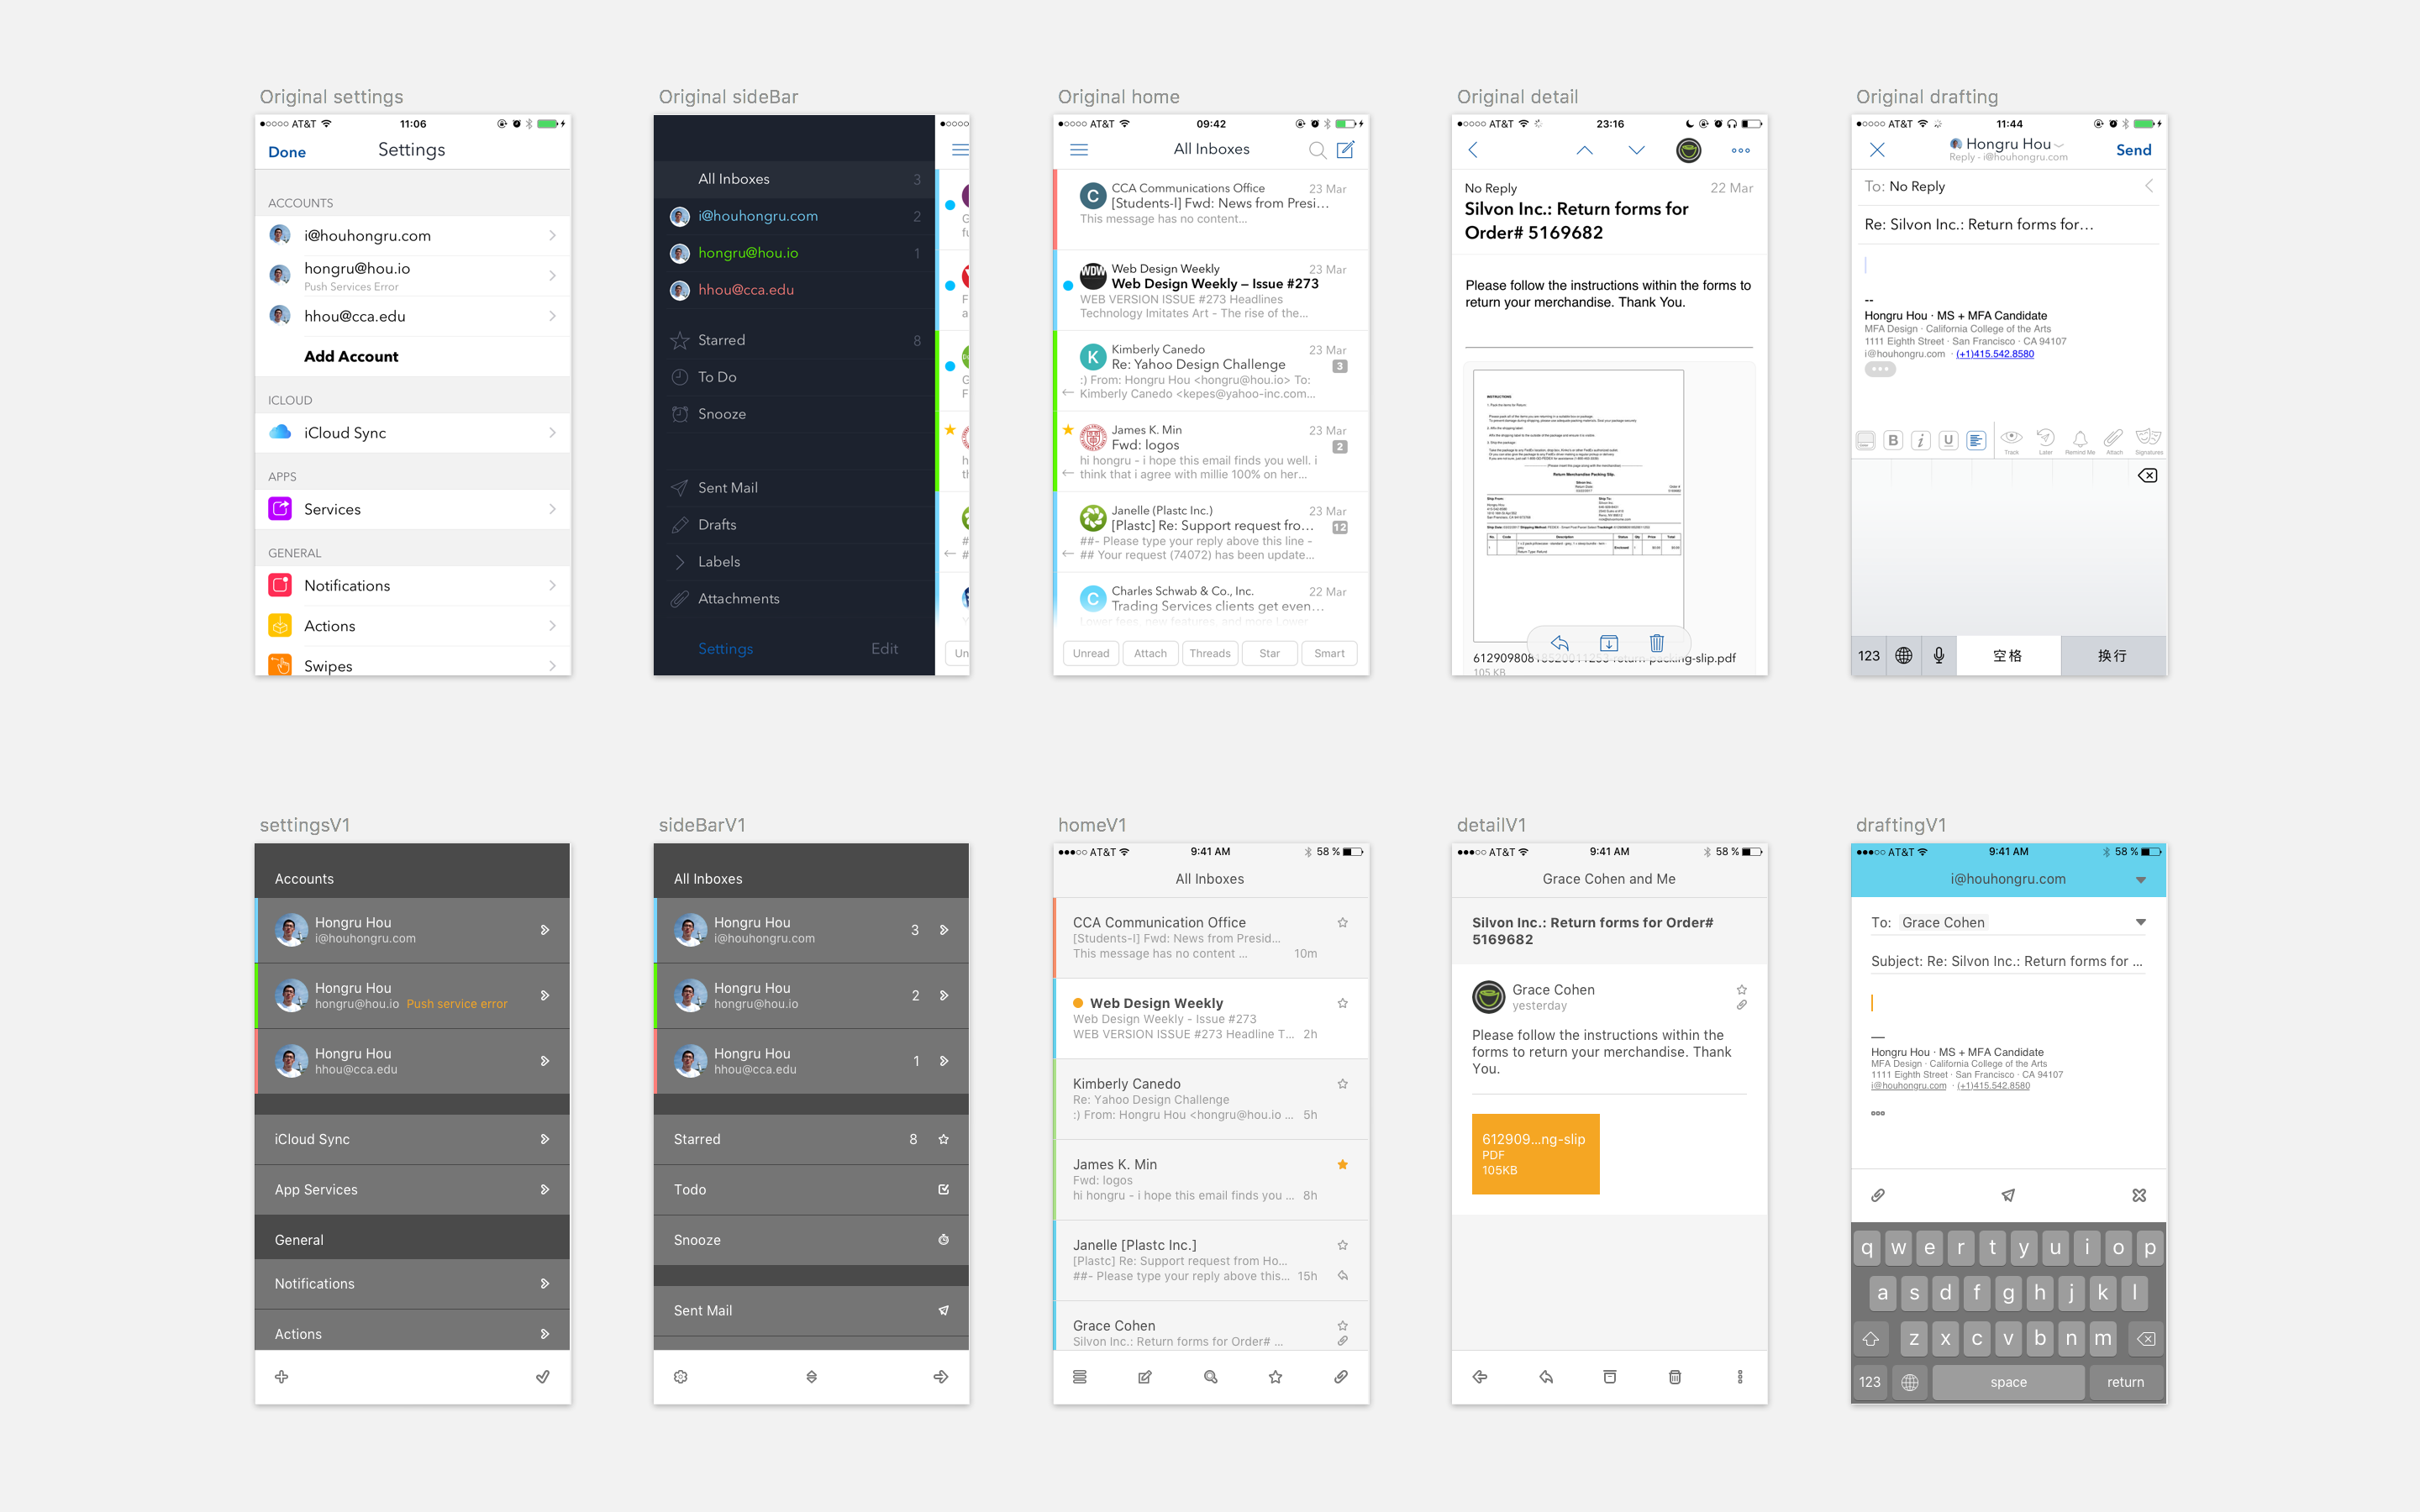 Original settings
AT&T 11:06
Done Settings
ACCOUNTS
i@houhongru.com
hongru@hou.io
Push Services Error
hhou@cca.edu
Add Account
ICLOUD
iCloud Sync
APPS
Services
GENERAL
Notifications
Actions
Swipes
Original sideBar
All Inboxes 3
i@houhongru.com 2
hongru@hou.io 1
hhou@cca.edu
Starred 8
To Do
Snooze
Sent Mail
Drafts
Labels
Attachments
Settings Edit
Un
Original home
AT&T 09:42
All Inboxes
C CCA Communications Office 23 Mar
[Students-l] Fwd: News from Presi...
This message has no content...
WDW Web Design Weekly 23 Mar
Web Design Weekly – Issue #273
WEB VERSION ISSUE #273 Headlines
Technology Imitates Art - The rise of the...
K Kimberly Canedo 23 Mar
Re: Yahoo Design Challenge 3
:) From: Hongru Hou <hongru@hou.io> To:
Kimberly Canedo <kepes@yahoo-inc.com...
James K. Min 23 Mar
Fwd: logos 2
hi hongru - i hope this email finds you well. i
think that i agree with millie 100% on her...
Janelle (Plastc Inc.) 23 Mar
[Plastc] Re: Support request fro... 12
##- Please type your reply above this line -
## Your request (74072) has been update...
C Charles Schwab & Co., Inc. 22 Mar
Trading Services clients get even...
Lower fees, new features, and more Lower
Unread Attach Threads Star Smart
Original detail
AT&T 23:16
No Reply 22 Mar
Silvon Inc.: Return forms for
Order# 5169682
Please follow the instructions within the forms to
return your merchandise. Thank You.
INSTRUCTIONS
Return Merchandise Packing Slip.
return-packing-slip.pdf
105 KB
Original drafting
AT&T 11:44
Hongru Hou
Reply - i@houhongru.com
Send
To: No Reply
Re: Silvon Inc.: Return forms for...
--
Hongru Hou · MS + MFA Candidate
MFA Design · California College of the Arts
1111 Eighth Street · San Francisco · CA 94107
i@houhongru.com · (+1)415.542.8580
B i U Track Later Remind Me Attach Signatures
123 空格 换行
settingsV1
Accounts
Hongru Hou
i@houhongru.com
Hongru Hou
hongru@hou.io Push service error
Hongru Hou
hhou@cca.edu
iCloud Sync
App Services
General
Notifications
Actions
sideBarV1
All Inboxes
Hongru Hou
i@houhongru.com 3
Hongru Hou
hongru@hou.io 2
Hongru Hou
hhou@cca.edu 1
Starred 8
Todo
Snooze
Sent Mail
homeV1
AT&T 9:41 AM 58 %
All Inboxes
CCA Communication Office
[Students-l] Fwd: News from Presid...
This message has no content ... 10m
Web Design Weekly
Web Design Weekly - Issue #273
WEB VERSION ISSUE #273 Headline T... 2h
Kimberly Canedo
Re: Yahoo Design Challenge
:) From: Hongru Hou <hongru@hou.io ... 5h
James K. Min
Fwd: logos
hi hongru - i hope this email finds you ... 8h
Janelle [Plastc Inc.]
[Plastc] Re: Support request from Ho...
##- Please type your reply above this... 15h
Grace Cohen
Silvon Inc.: Return forms for Order# ...
detailV1
AT&T 9:41 AM 58 %
Grace Cohen and Me
Silvon Inc.: Return forms for Order#
5169682
Grace Cohen
yesterday
Please follow the instructions within the
forms to return your merchandise. Thank
You.
612909...ng-slip
PDF
105KB
draftingV1
AT&T 9:41 AM 58 %
i@houhongru.com
To: Grace Cohen
Subject: Re: Silvon Inc.: Return forms for ...
—
Hongru Hou · MS + MFA Candidate
MFA Design · California College of the Arts
1111 Eighth Street · San Francisco · CA 94107
i@houhongru.com · (+1)415.542.8580
q w e r t y u i o p
a s d f g h j k l
z x c v b n m
123 space return